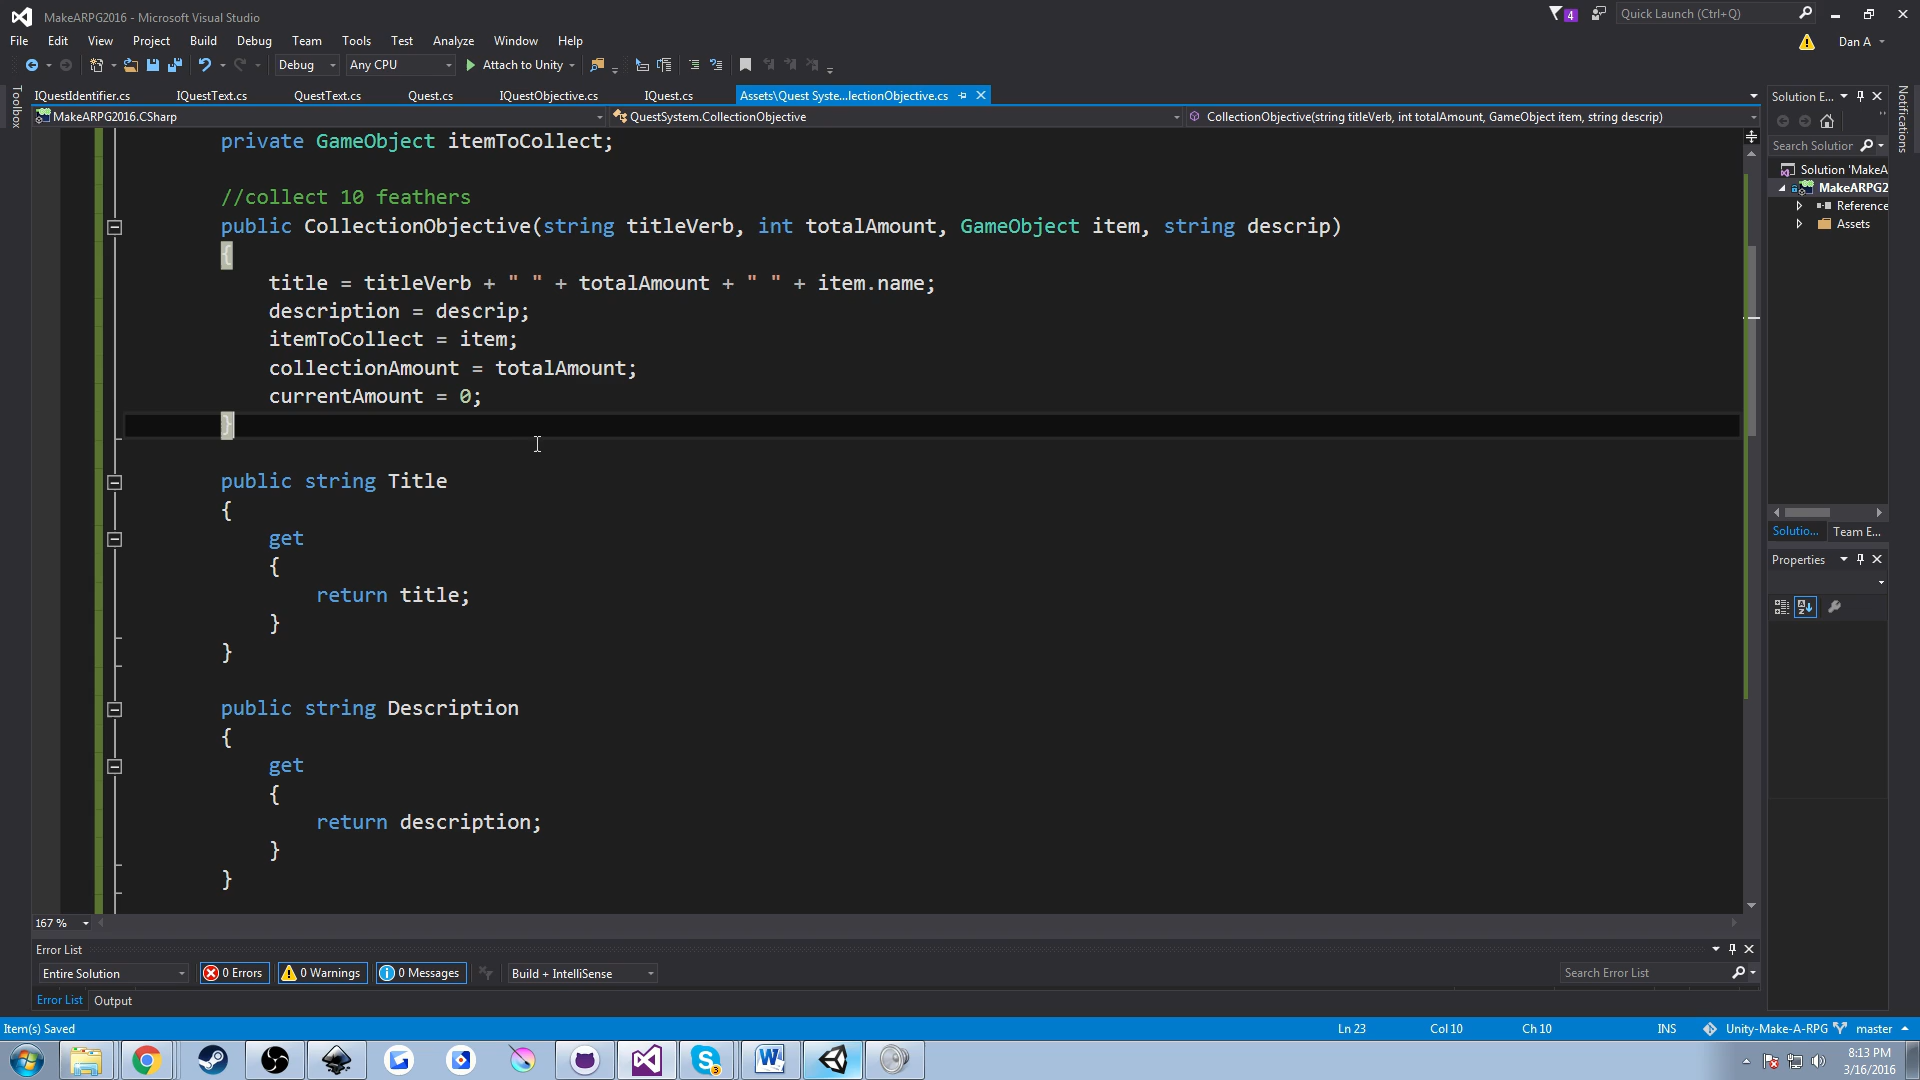 MakeARPG2016 - Microsoft Visual Studio
4
Quick Launch (Ctrl+Q)
File Edit View Project Build Debug Team Tools Test Analyze Window Help
Dan A
Debug
Any CPU
Attach to Unity
Toolbox
IQuestIdentifier.cs IQuestText.cs QuestText.cs Quest.cs IQuestObjective.cs IQuest.cs Assets\Quest Syste...lectionObjective.cs
MakeARPG2016.CSharp
QuestSystem.CollectionObjective
CollectionObjective(string titleVerb, int totalAmount, GameObject item, string descrip)
private GameObject itemToCollect;
//collect 10 feathers
public CollectionObjective(string titleVerb, int totalAmount, GameObject item, string descrip)
{
title = titleVerb + " " + totalAmount + " " + item.name;
description = descrip;
itemToCollect = item;
collectionAmount = totalAmount;
currentAmount = 0;
}
public string Title
{
get
{
return title;
}
}
public string Description
{
get
{
return description;
}
}
167 %
Solution E...
Search Solution
Solution 'MakeA
MakeARPG2
Reference
Assets
Solutio... Team E...
Properties
Notifications
Error List
Entire Solution
0 Errors
0 Warnings
0 Messages
Build + IntelliSense
Search Error List
Error List Output
Item(s) Saved
Ln 23
Col 10
Ch 10
INS
Unity-Make-A-RPG
master
3
8:13 PM
3/16/2016